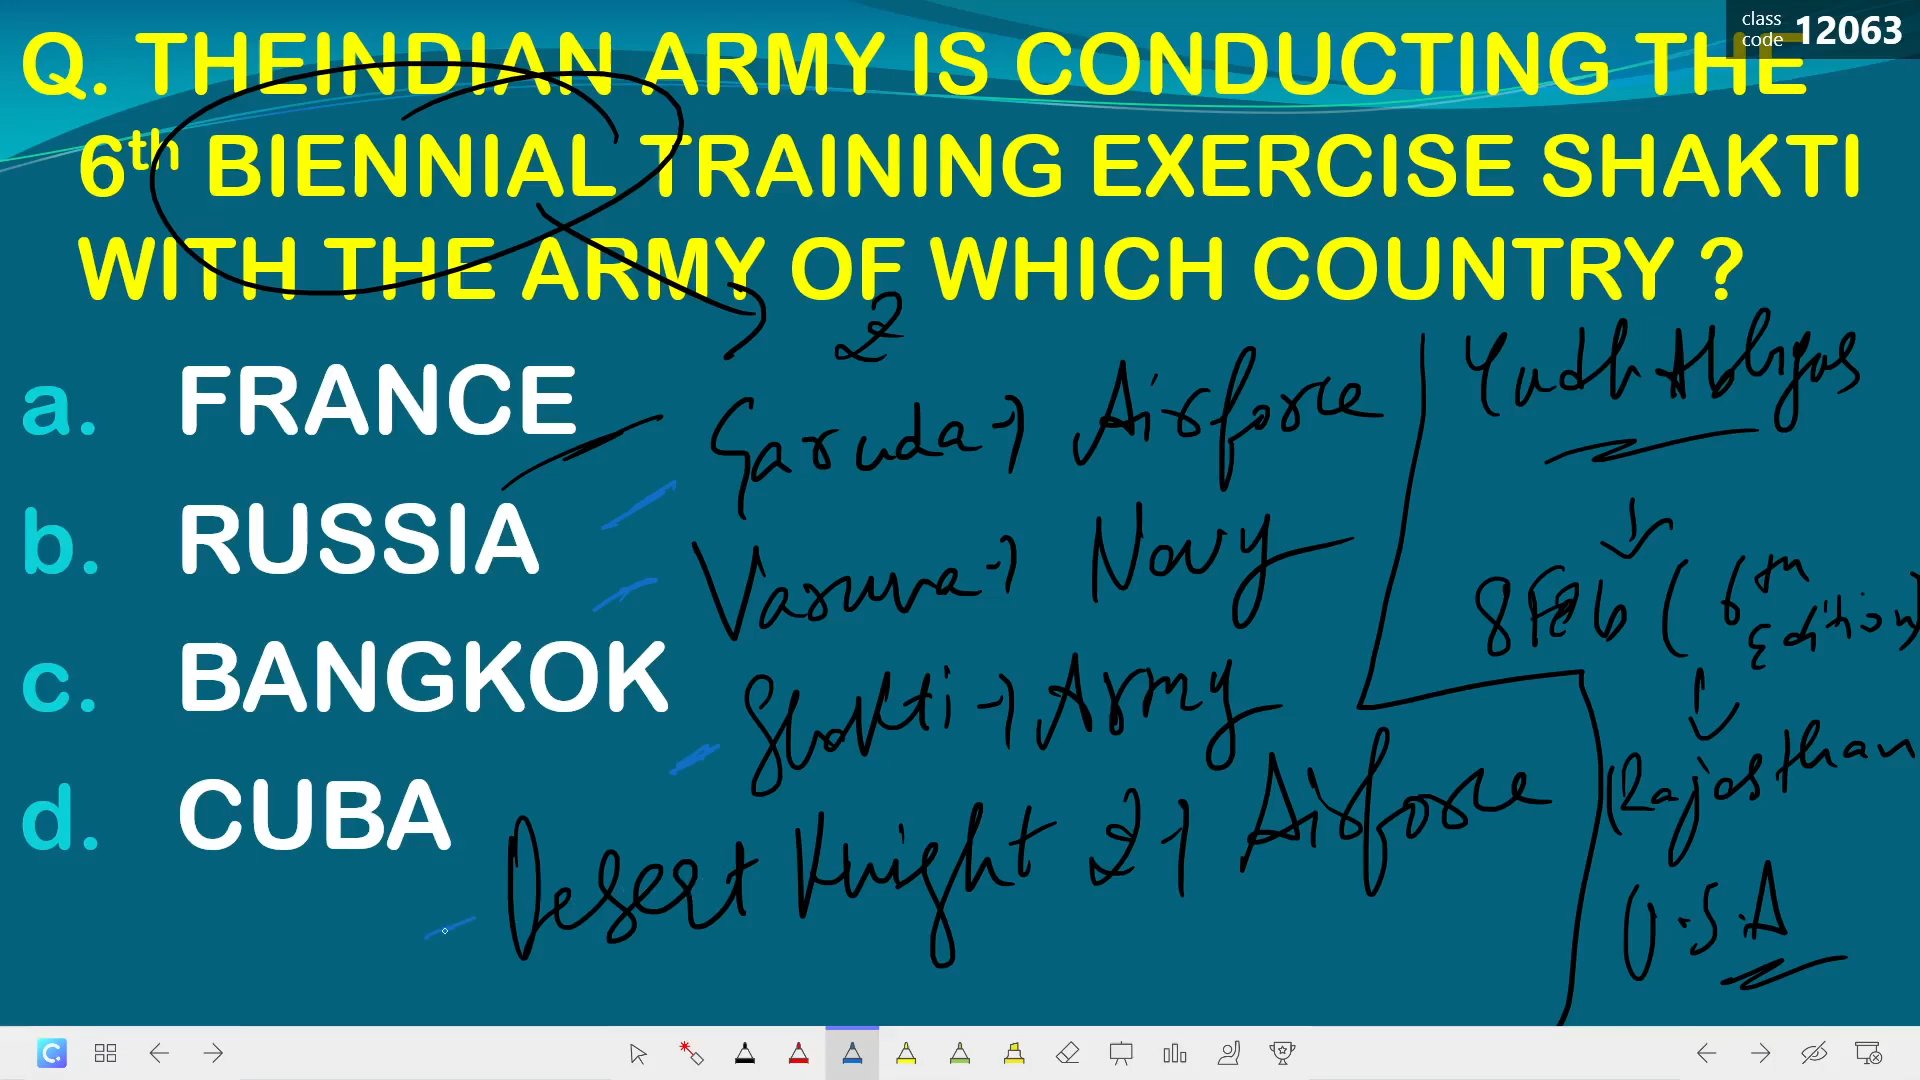 class code 12063
Q. THEINDIAN ARMY IS CONDUCTING THE
6th BIENNIAL TRAINING EXERCISE SHAKTI
WITH THE ARMY OF WHICH COUNTRY ?
2
a. FRANCE
b. RUSSIA
c. BANGKOK
d. CUBA
Garuda → Airforce
Varuna → Navy
Shakti → Army
Desert Knight 21 Airforce
Yudh Abhyas
8 Feb (6th Edition)
(Rajasthan
U.S.A